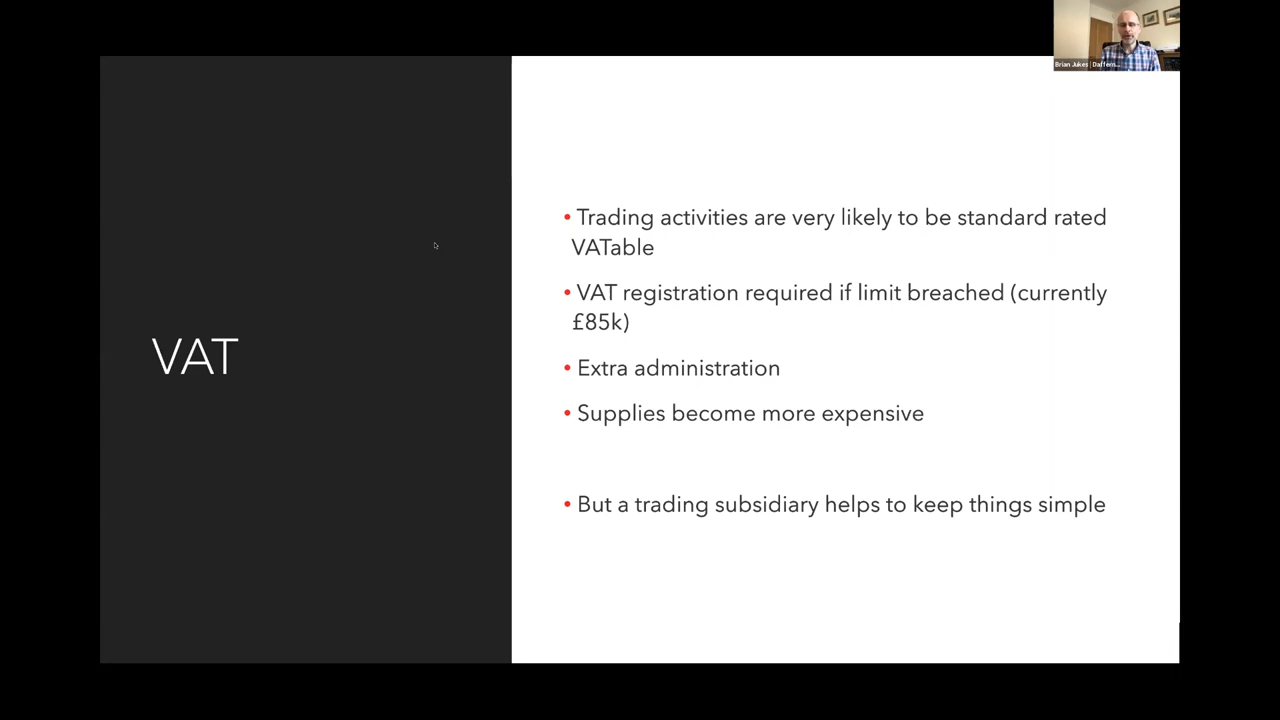 Brian Jukes | Dafferns...
VAT
• Trading activities are very likely to be standard rated
VATable
• VAT registration required if limit breached (currently
£85k)
• Extra administration
• Supplies become more expensive
• But a trading subsidiary helps to keep things simple